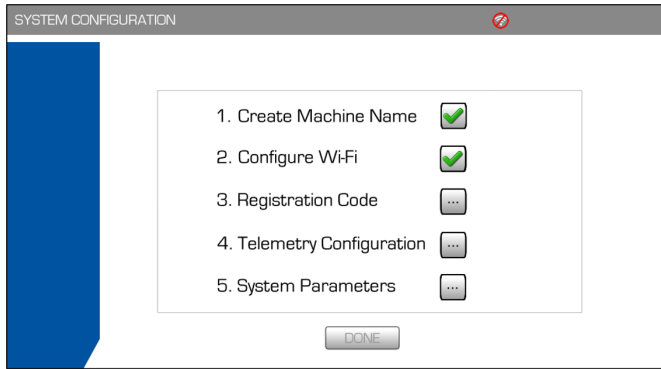 SYSTEM CONFIGURATION
1. Create Machine Name
2. Configure Wi-Fi
3. Registration Code ...
4. Telemetry Configuration ...
5. System Parameters ...
DONE